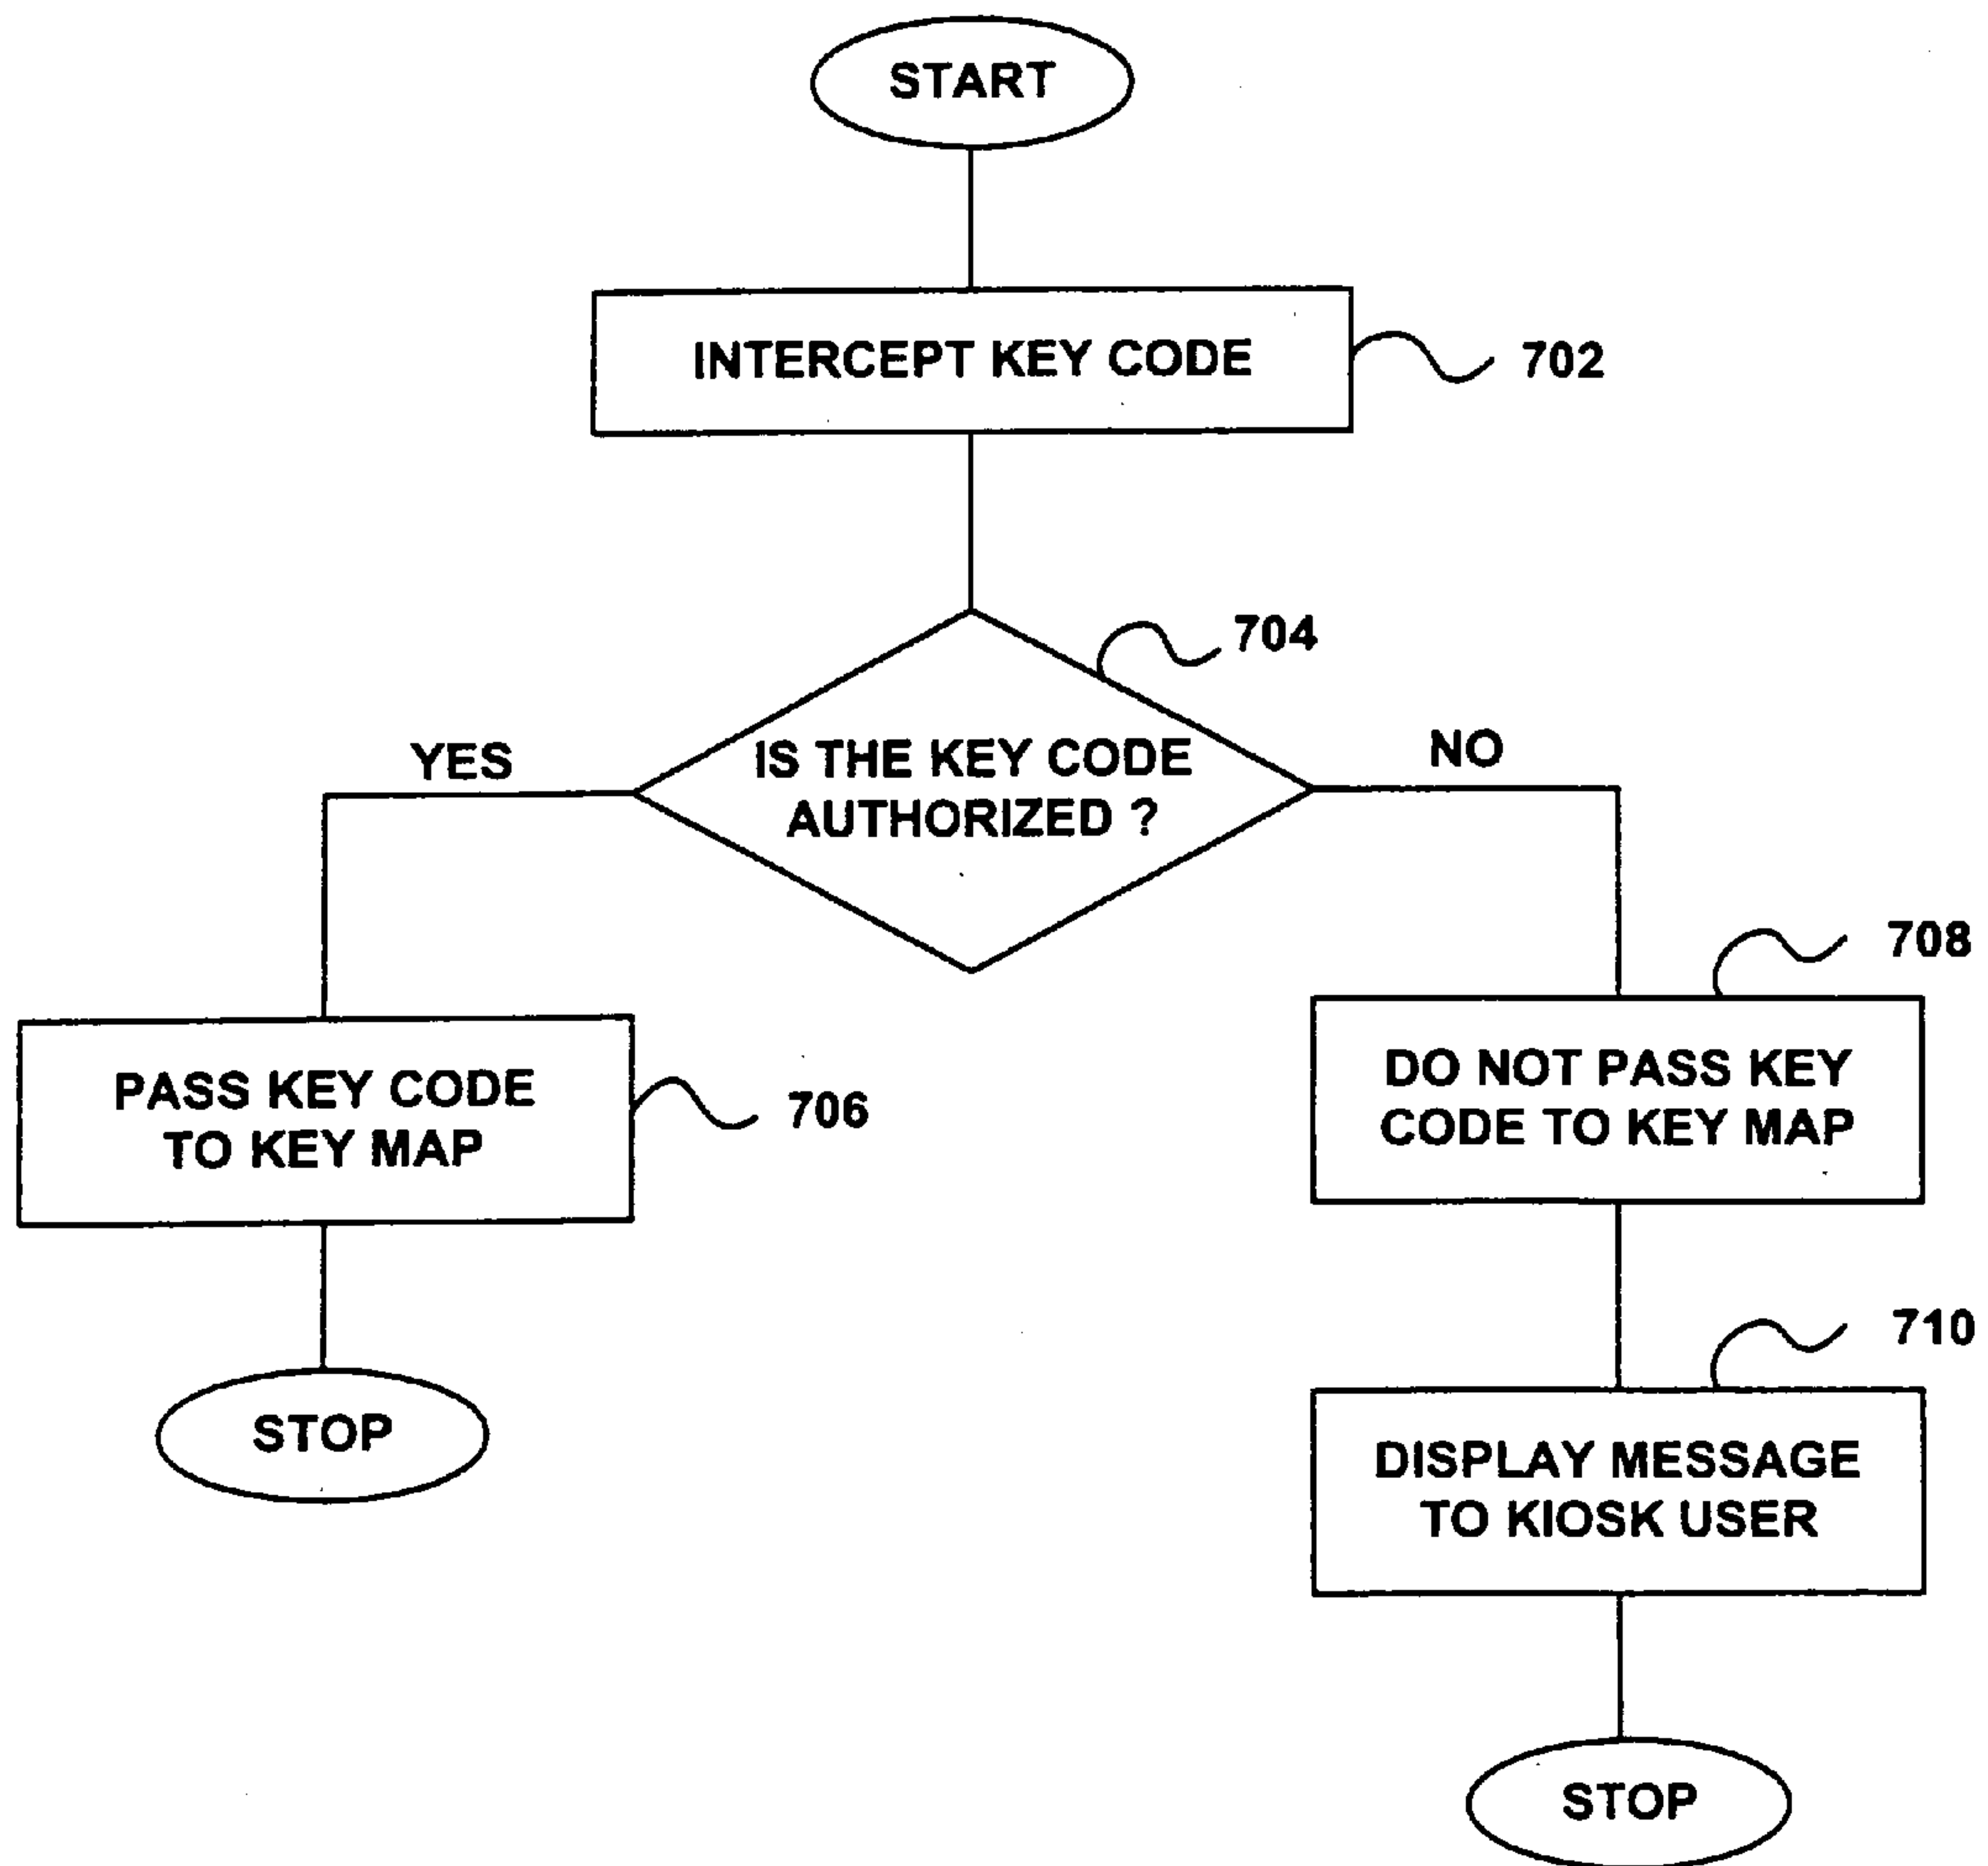 START
INTERCEPT KEY CODE
702
704
IS THE KEY CODE
AUTHORIZED ?
YES
NO
708
PASS KEY CODE
TO KEY MAP
706
DO NOT PASS KEY
CODE TO KEY MAP
710
STOP
DISPLAY MESSAGE
TO KIOSK USER
STOP